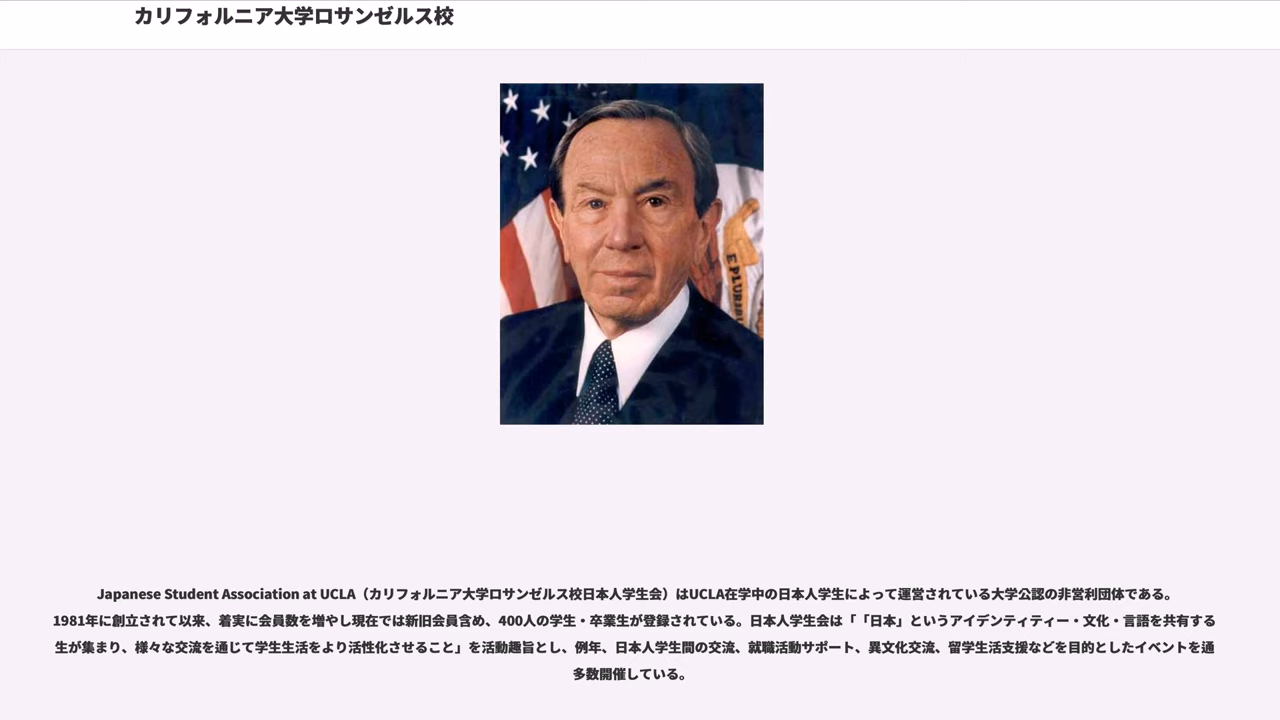 カリフォルニア大学ロサンゼルス校
E PLURIBU
Japanese Student Association at UCLA（カリフォルニア大学ロサンゼルス校日本人学生会）はUCLA在学中の日本人学生によって運営されている大学公認の非営利団体である。
1981年に創立されて以来、着実に会員数を増やし現在では新旧会員含め、400人の学生・卒業生が登録されている。日本人学生会は「「日本」というアイデンティティー・文化・言語を共有する
生が集まり、様々な交流を通じて学生生活をより活性化させること」を活動趣旨とし、例年、日本人学生間の交流、就職活動サポート、異文化交流、留学生活支援などを目的としたイベントを通
多数開催している。